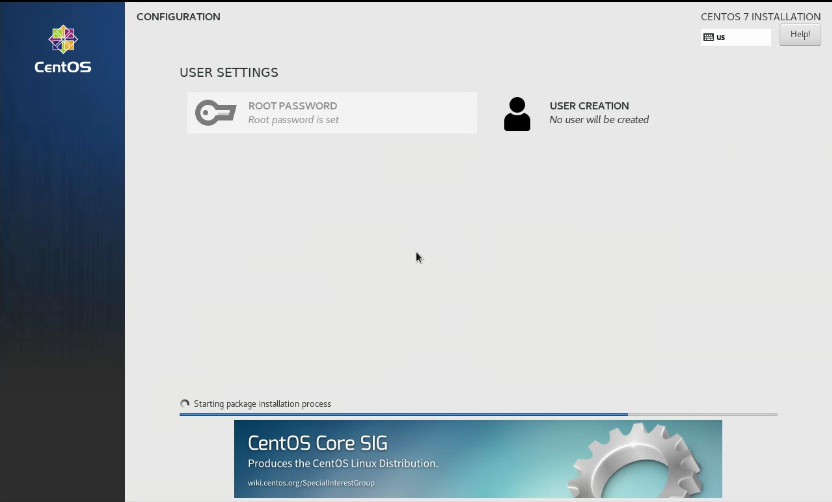 CONFIGURATION
CENTOS 7 INSTALLATION
us
Help!
CentOS
USER SETTINGS
ROOT PASSWORD
Root password is set
USER CREATION
No user will be created
Starting package installation process
CentOS Core SIG
Produces the CentOS Linux Distribution.
wiki.centos.org/SpecialInterestGroup